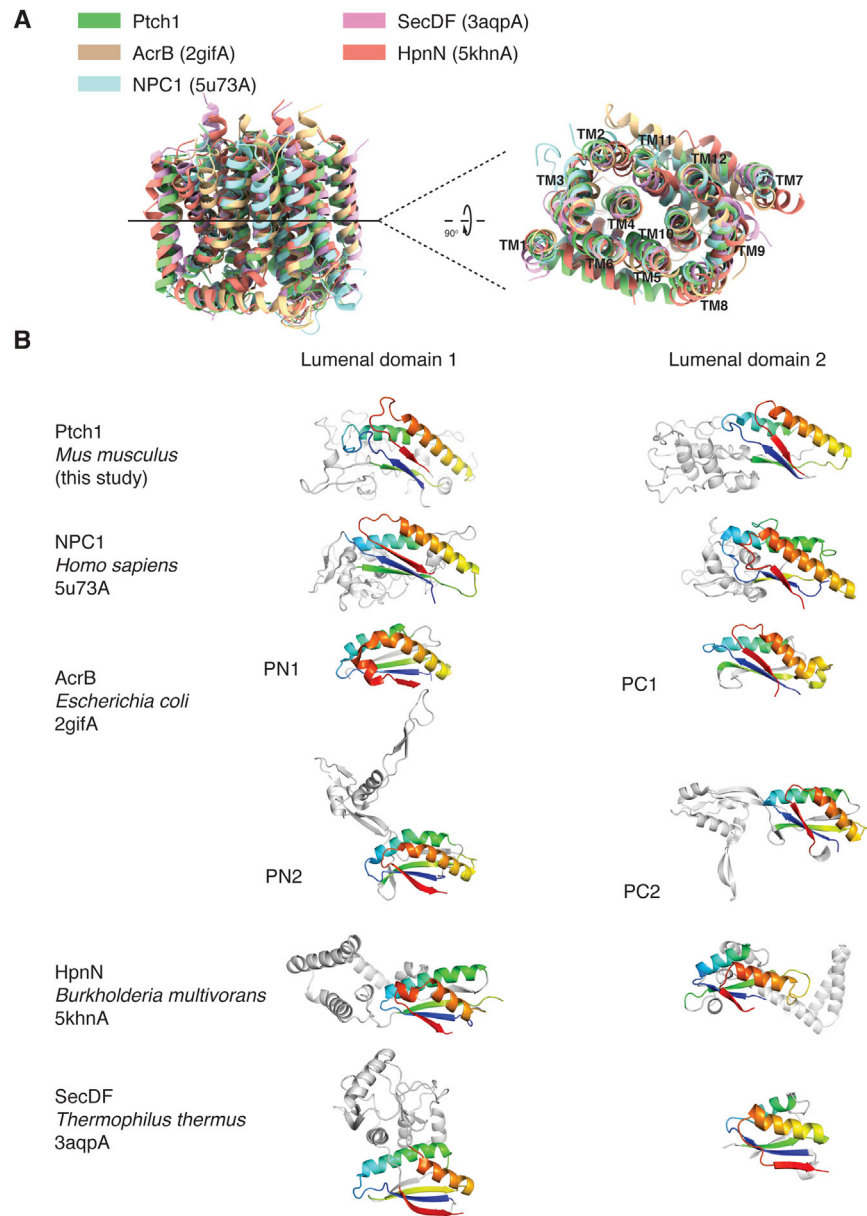 A
Ptch1
SecDF (3aqpA)
AcrB (2gifA)
HpnN (5khnA)
NPC1 (5u73A)
TM2
TM11
TM12
TM3
TM7
TM4
TM10
TM1
TM9
TM6
TM5
TM8
90°
B
Lumenal domain 1
Lumenal domain 2
Ptch1
Mus musculus
(this study)
NPC1
Homo sapiens
5u73A
PN1
PC1
AcrB
Escherichia coli
2gifA
PN2
PC2
HpnN
Burkholderia multivorans
5khnA
SecDF
Thermophilus thermus
3aqpA